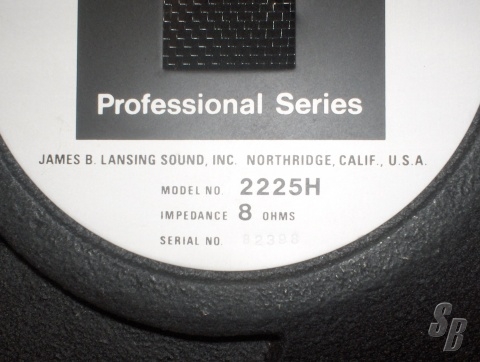 Professional Series
JAMES B. LANSING SOUND, INC. NORTHRIDGE, CALIF., U.S.A.
MODEL NO. 2225H
IMPEDANCE 8 OHMS
SERIAL NO.
SB